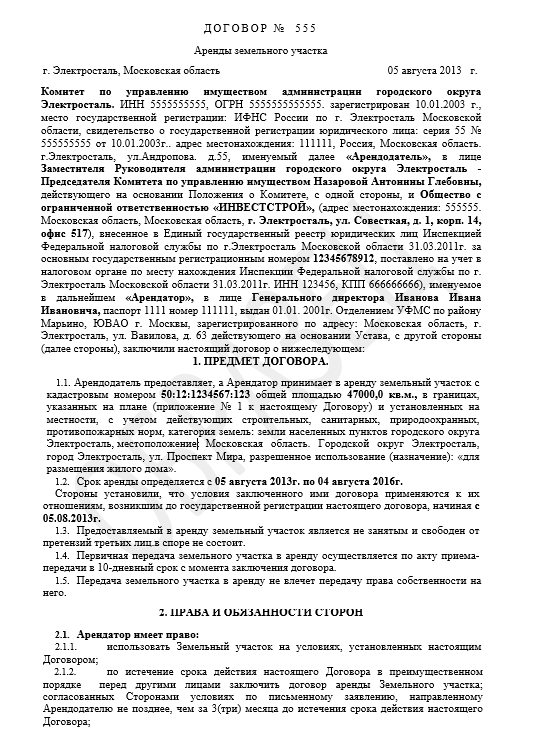 ДОГОВОР № 555
Аренды земельного участка
г. Электросталь, Московская область 05 августа 2013 г.
Комитет по управлению имуществом администрации городского округа
Электросталь. ИНН 5555555555, ОГРН 5555555555555. зарегистрирован 10.01.2003 г.,
место государственной регистрации: ИФНС России по г. Электросталь Московской
области, свидетельство о государственной регистрации юридического лица: серия 55 №
555555555 от 10.01.2003г.. адрес местонахождения: 111111, Россия, Московская область.
г.Электросталь, ул.Андропова. д.55, именуемый далее «Арендодатель», в лице
Заместителя Руководителя администрации городского округа Электросталь -
Председателя Комитета по управлению имуществом Назаровой Антонины Глебовны,
действующего на основании Положения о Комитете, с одной стороны, и Общество с
ограниченной ответственностью «ИНВЕСТСТРОЙ», (адрес местонахождения: 555555.
Московская область, Московская область, г. Электросталь, ул. Совесткая, д. 1, корп. 14,
офис 517), внесенное в Единый государственный реестр юридических лиц Инспекцией
Федеральной налоговой службы по г.Электросталь Московской области 31.03.2011г. за
основным государственным регистрационным номером 12345678912, поставлено на учет в
налоговом органе по месту нахождения Инспекции Федеральной налоговой службы по г.
Электросталь Московской области 31.03.2011г. ИНН 123456, КПП 666666666), именуемое
в дальнейшем «Арендатор», в лице Генерального директора Иванова Ивана
Ивановича, паспорт 1111 номер 111111, выдан 01.01. 2001г. Отделением УФМС по району
Марьино, ЮВАО г. Москвы, зарегистрированного по адресу: Московская область, г.
Электросталь, ул. Вавилова, д. 63 действующего на основании Устава, с другой стороны
(далее стороны), заключили настоящий договор о нижеследующем:
1. ПРЕДМЕТ ДОГОВОРА.
1.1. Арендодатель предоставляет, а Арендатор принимает в аренду земельный участок с
кадастровым номером 50:12:1234567:123 общей площадью 47000,0 кв.м., в границах,
указанных на плане (приложение № 1 к настоящему Договору) и установленных на
местности, с учетом действующих строительных, санитарных, природоохранных,
противопожарных норм, категория земель: земли населенных пунктов городского округа
Электросталь, местоположение: Московская область. Городской округ Электросталь,
город Электросталь, ул. Проспект Мира, разрешенное использование (назначение): «для
размещения жилого дома».
1.2. Срок аренды определяется с 05 августа 2013г. по 04 августа 2016г.
Стороны установили, что условия заключенного ими договора применяются к их
отношениям, возникшим до государственной регистрации настоящего договора, начиная с
05.08.2013г.
1.3. Предоставляемый в аренду земельный участок является не занятым и свободен от
претензий третьих лиц.в споре не состоит.
1.4. Первичная передача земельного участка в аренду осуществляется по акту приема-
передачи в 10-дневный срок с момента заключения договора.
1.5. Передача земельного участка в аренду не влечет передачу права собственности на
него.
2. ПРАВА И ОБЯЗАННОСТИ СТОРОН
2.1. Арендатор имеет право:
2.1.1. использовать Земельный участок на условиях, установленных настоящим
Договором;
2.1.2. по истечение срока действия настоящего Договора в преимущественном
порядке перед другими лицами заключить договор аренды Земельного участка;
согласованных Сторонами условиях по письменному заявлению, направленному
Арендодателю не позднее, чем за 3(три) месяца до истечения срока действия настоящего
Договора;